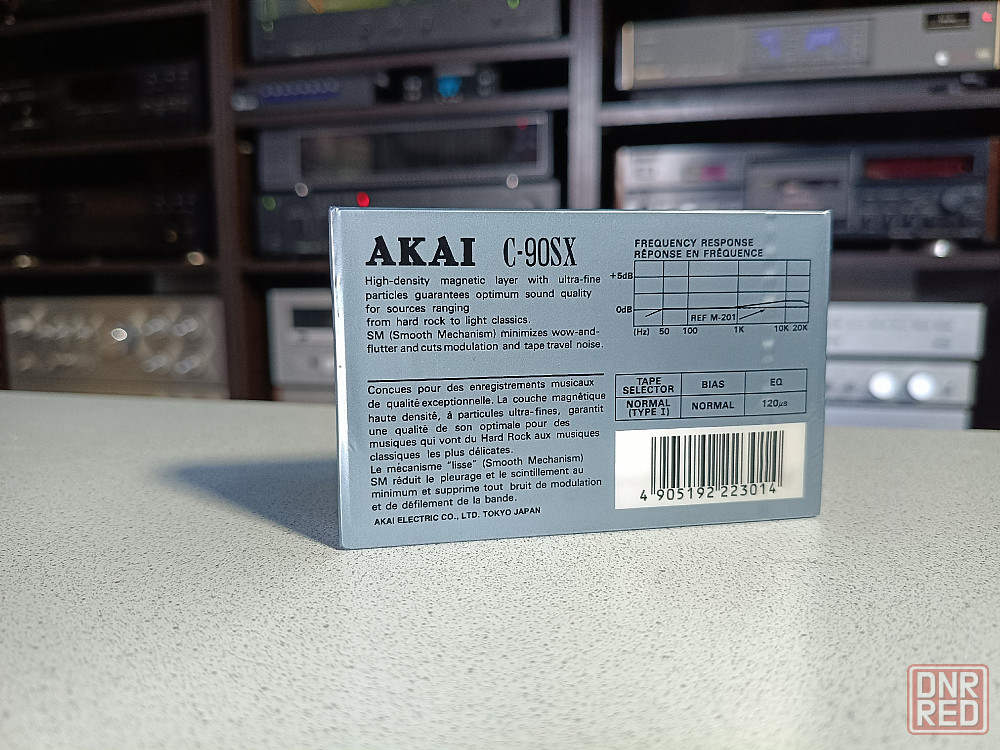 AKAI C-90SX
High-density magnetic layer with ultra-fine
particles guarantees optimum sound quality
for sources ranging
from hard rock to light classics.
SM (Smooth Mechanism) minimizes wow-and-
flutter and cuts modulation and tape travel noise.
Concues pour des enregistrements musicaux
de qualité exceptionnelle. La couche magnétique
haute densité, à particules ultra-fines, garantit
une qualité de son optimale pour des
musiques qui vont du Hard Rock aux musiques
classiques les plus délicates.
Le mécanisme "lisse" (Smooth Mechanism)
SM réduit le pleurage et le scintillement au
minimum et supprime tout bruit de modulation
et de défilement de la bande.
AKAI ELECTRIC CO., LTD. TOKYO JAPAN
FREQUENCY RESPONSE
RÉPONSE EN FRÉQUENCE
+5dB
0dB
REF M-201
(Hz) 50 100 1K 10K 20K
TAPE SELECTOR BIAS EQ
NORMAL (TYPE I) NORMAL 120μs
4 905192 223014
DNR
RED